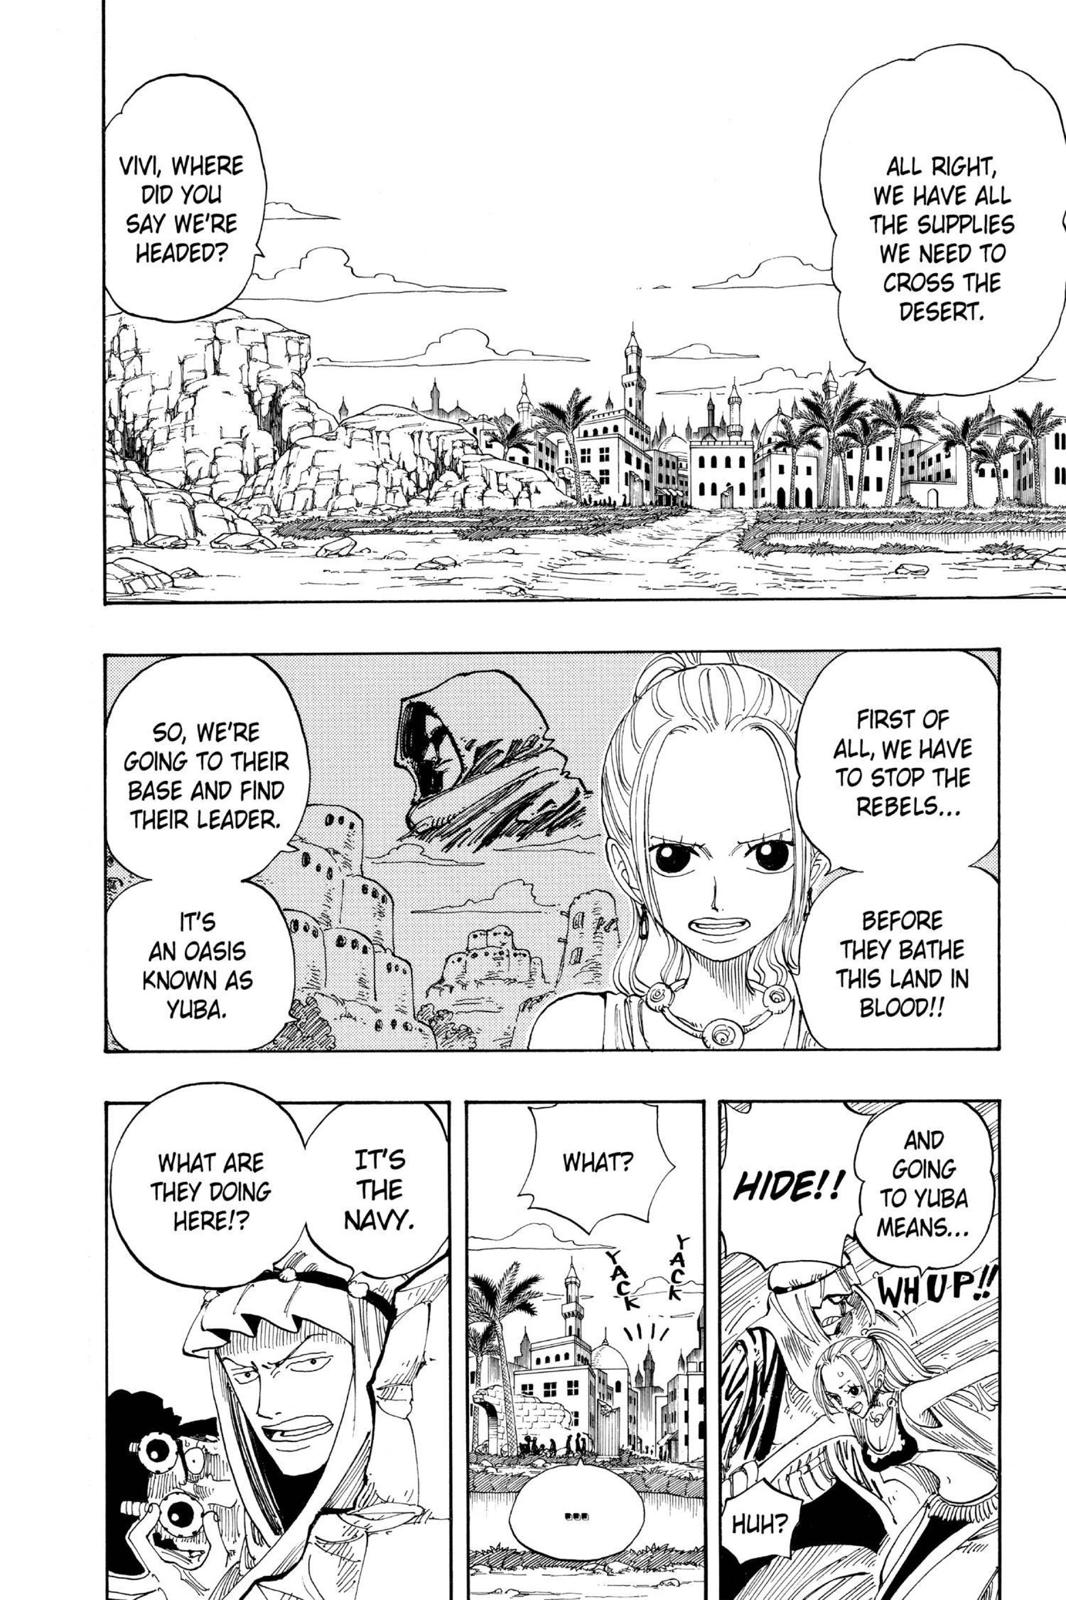 ALL RIGHT,
WE HAVE ALL
THE SUPPLIES
WE NEED TO
CROSS THE
DESERT.
VIVI, WHERE
DID YOU
SAY WE'RE
HEADED?
FIRST OF
ALL, WE HAVE
TO STOP THE
REBELS...
BEFORE
THEY BATHE
THIS LAND IN
BLOOD!!
SO, WE'RE
GOING TO THEIR
BASE AND FIND
THEIR LEADER.
IT'S
AN OASIS
KNOWN AS
YUBA.
AND
GOING
TO YUBA
MEANS...
HIDE!!
WHUP!!
HUH?
WHAT?
YACK
YACK
...
IT'S
THE
NAVY.
WHAT ARE
THEY DOING
HERE!?